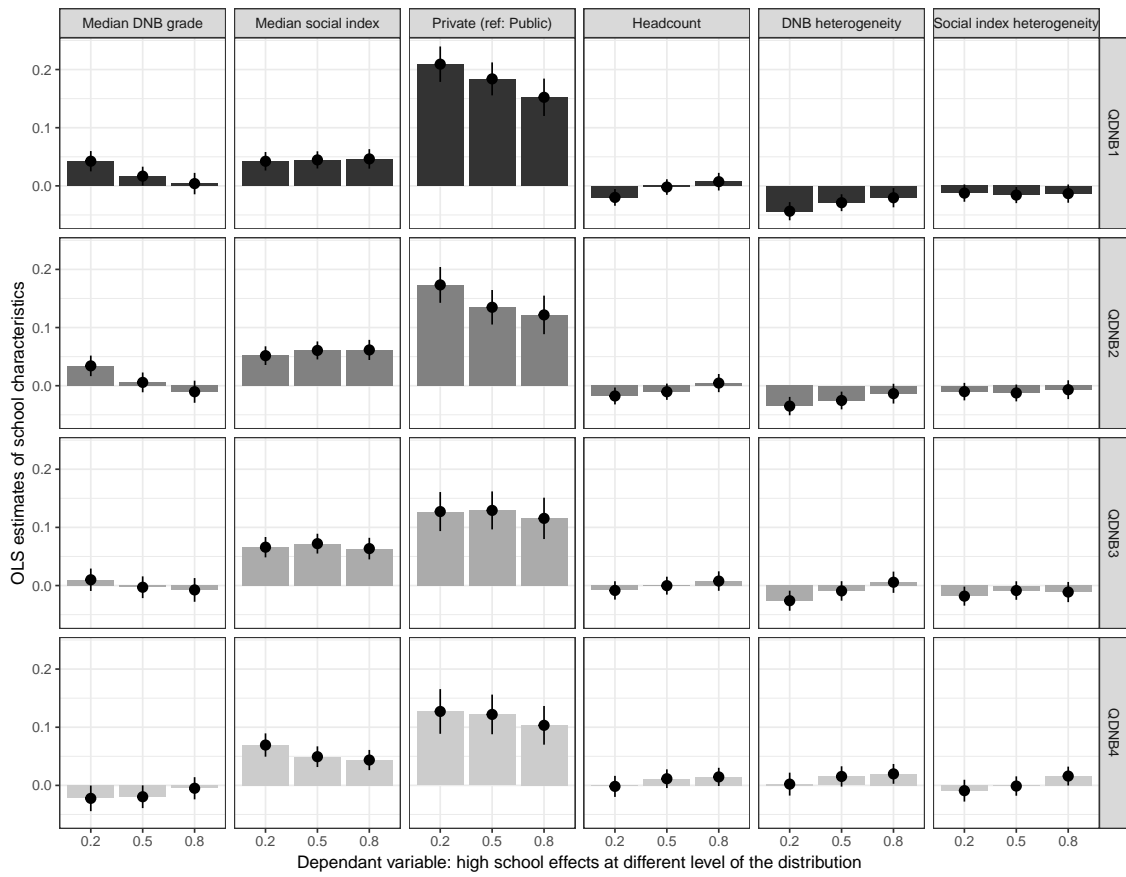 Median DNB grade Median social index Private (ref: Public) Headcount DNB heterogeneity Social index heterogeneity
OLS estimates of school characteristics
0.2
0.1
0.0
QDNB1
0.2
0.1
0.0
QDNB2
0.2
0.1
0.0
QDNB3
0.2
0.1
0.0
QDNB4
0.2 0.5 0.8 0.2 0.5 0.8 0.2 0.5 0.8 0.2 0.5 0.8 0.2 0.5 0.8 0.2 0.5 0.8
Dependant variable: high school effects at different level of the distribution